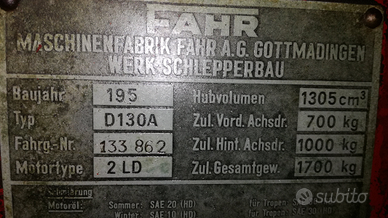 FAHR
MASCHINENFABRIK FAHR A.G. GOTTMADINGEN
WERK SCHLEPPERBAU
Baujahr 195 Hubvolumen 1305 cm³
Typ D130A Zul. Vord. Achsdr. 700 kg
Fahrg.-Nr. 133 862 Zul. Hint. Achsdr. 1000 kg
Motortype 2 LD Zul. Gesamtgew. 1700 kg
Motoröl: Sommer: SAE 20 (HD) Für Tropen
Winter: SAE 10 (HD)
subito